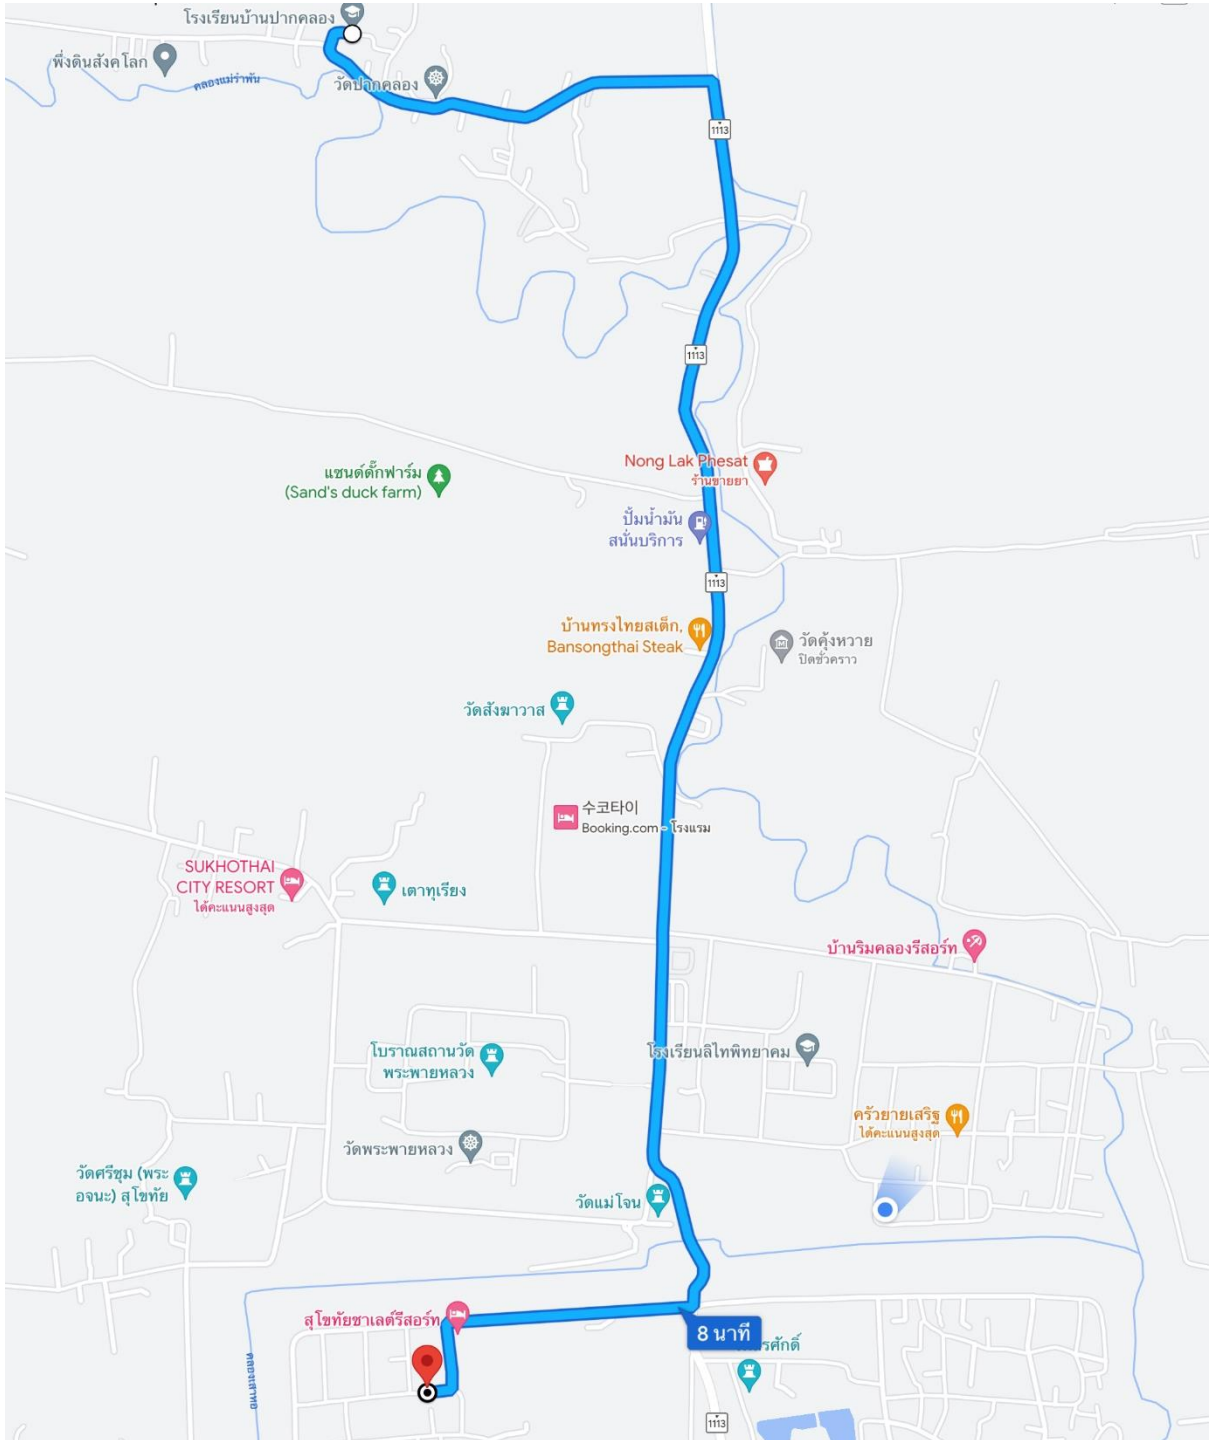 โรงเรียนบ้านปากคลอง
พึ่งดินสังคโลก
คลองแม่รำพัน
วัดปากคลอง
1113
1113
Nong Lak Phesat
ร้านขายยา
แซนด์ดั๊กฟาร์ม
(Sand's duck farm)
ปั้มน้ำมัน
สนั่นบริการ
1113
บ้านทรงไทยสเต็ก,
Bansongthai Steak
วัดคุ้งหวาย
ปิดชั่วคราว
วัดสังฆาวาส
수코타이
Booking.com - โรงแรม
SUKHOTHAI
CITY RESORT
ได้คะแนนสูงสุด
เตาทุเรียง
บ้านริมคลองรีสอร์ท
โบราณสถานวัด
พระพายหลวง
โรงเรียนลิไทพิทยาคม
ครัวยายเสริฐ
ได้คะแนนสูงสุด
วัดพระพายหลวง
วัดศรีชุม (พระ
อจนะ) สุโขทัย
วัดแม่โจน
สุโขทัยชาเลต์รีสอร์ท
8 นาที
รศักดิ์
คลองเสาหอ
1113